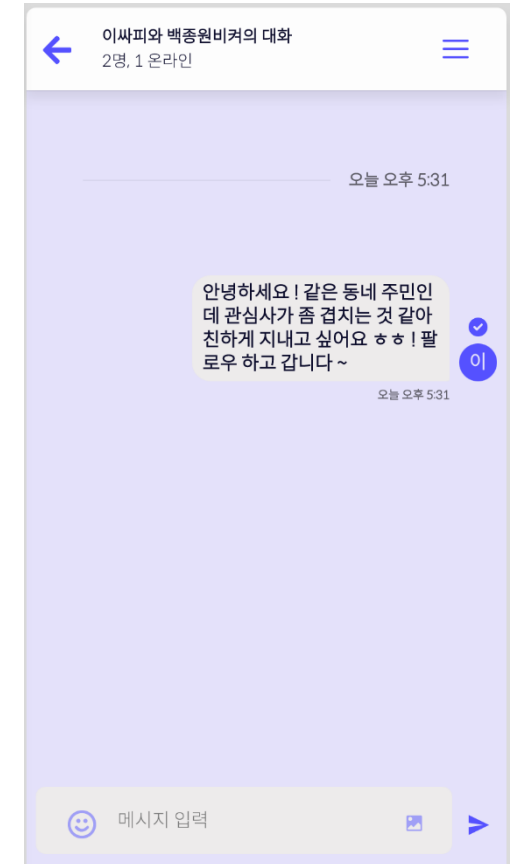 이싸피와 백종원비켜의 대화
2명, 1 온라인
오늘 오후 5:31
안녕하세요 ! 같은 동네 주민인
데 관심사가 좀 겹치는 것 같아
친하게 지내고 싶어요 ㅎㅎ ! 팔
로우 하고 갑니다 ~
이
오늘 오후 5:31
메시지 입력